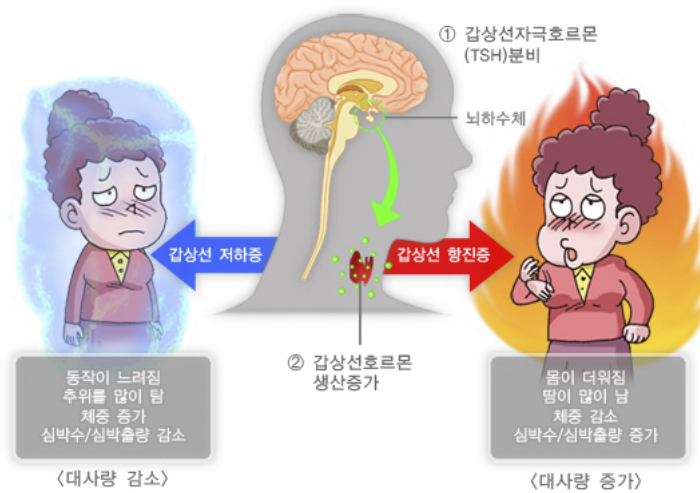 ① 갑상선자극호르몬
(TSH)분비
뇌하수체
갑상선 저하증
갑상선 항진증
② 갑상선호르몬
생산증가
동작이 느려짐
추위를 많이 탐
체중 증가
심박수/심박출량 감소
〈대사량 감소〉
몸이 더워짐
땀이 많이 남
체중 감소
심박수/심박출량 증가
〈대사량 증가〉